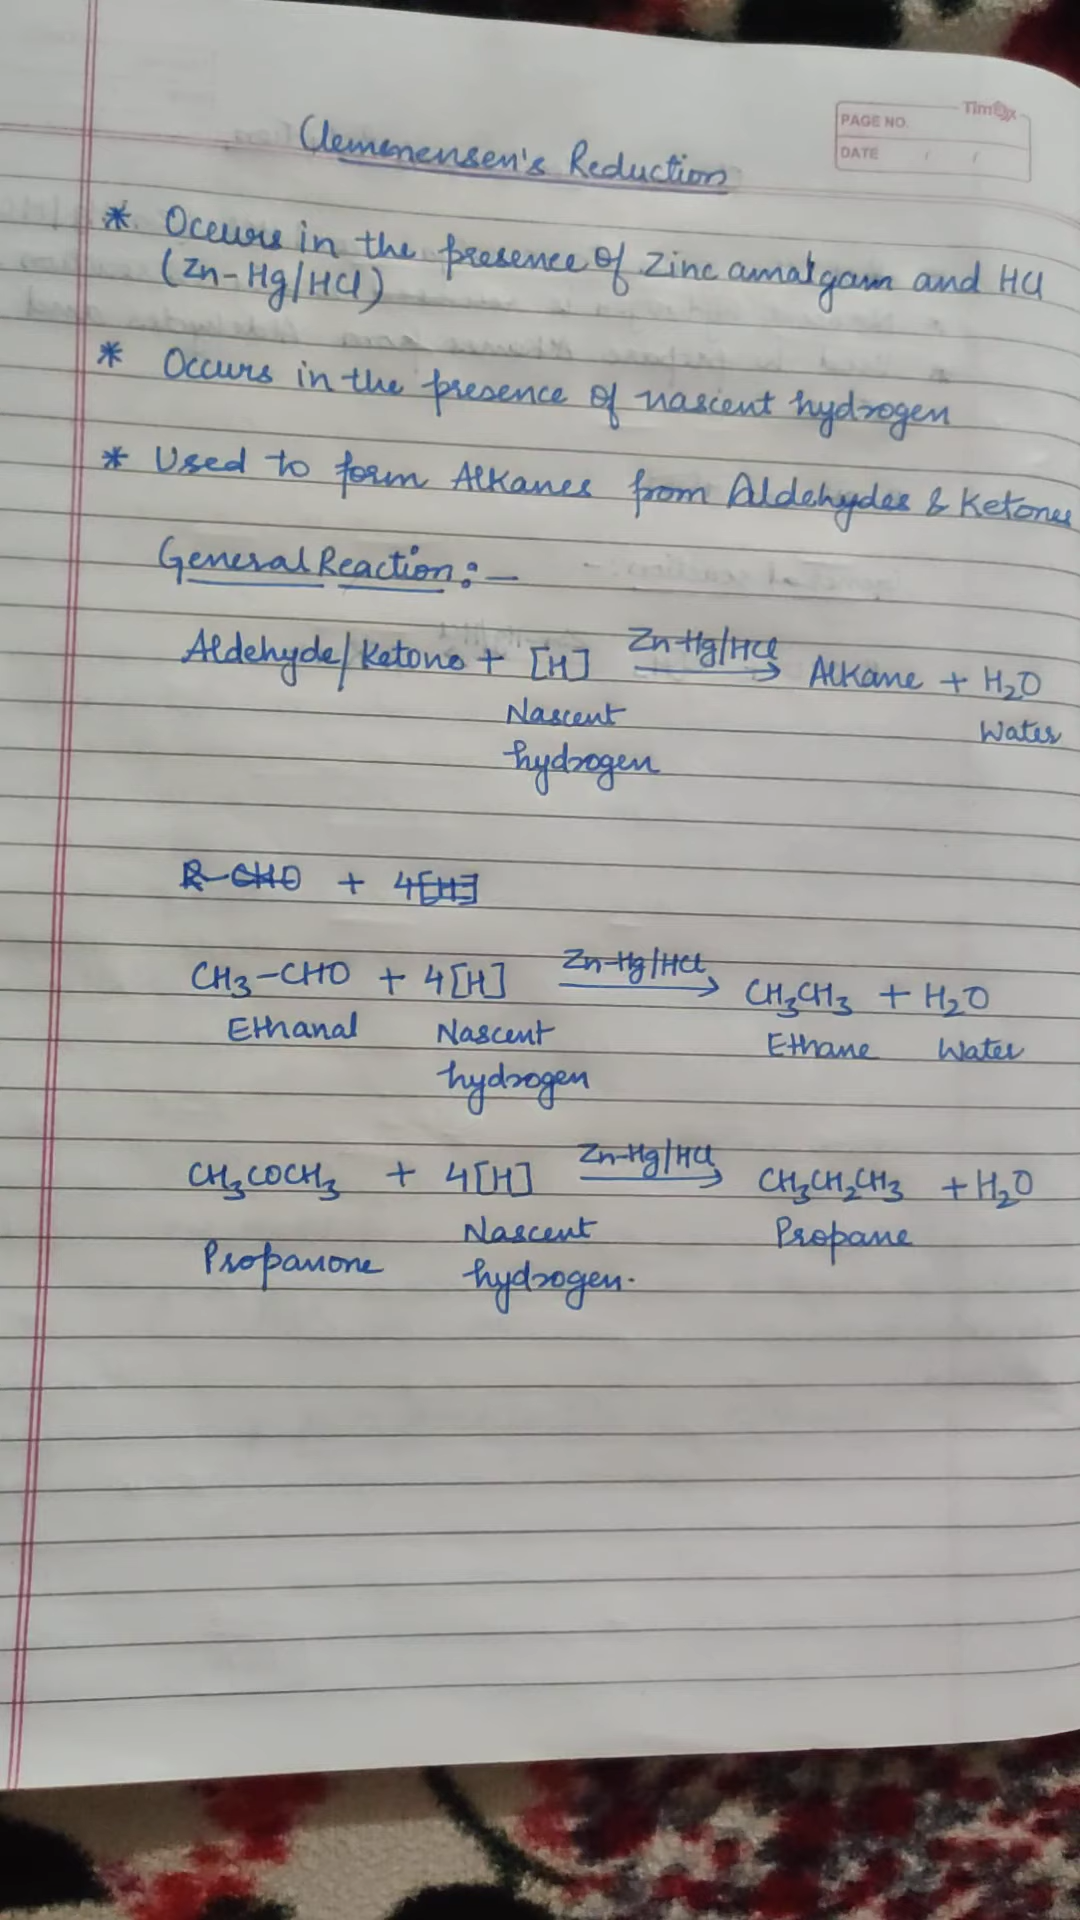 Timex
PAGE NO.
DATE / /
Clemenensen's Reduction
* Occurs in the presence of Zinc amalgam and HCl
(Zn-Hg/HCl)
* Occurs in the presence of nascent hydrogen
* Used to form Alkanes from Aldehydes & Ketones
General Reaction:-
Aldehyde/Ketone + [H] Zn-Hg/HCl → Alkane + H₂O
Nascent Water
hydrogen
R-CHO + 4[H]
CH₃-CHO + 4[H] Zn-Hg/HCl → CH₃CH₃ + H₂O
Ethanal Nascent Ethane Water
hydrogen
CH₃COCH₃ + 4[H] Zn-Hg/HCl → CH₃CH₂CH₃ + H₂O
Propanone Nascent Propane
hydrogen.